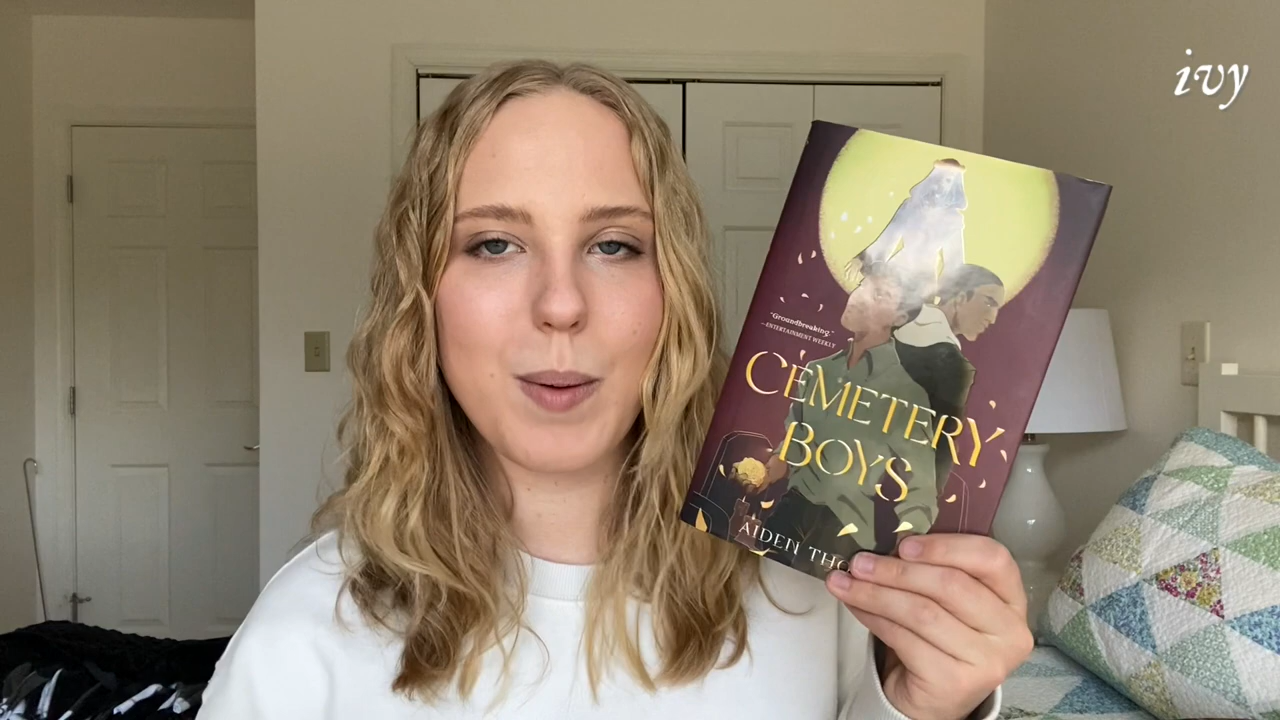 ivy
"Groundbreaking."
—ENTERTAINMENT WEEKLY
CEMETERY
BOYS
AIDEN THO